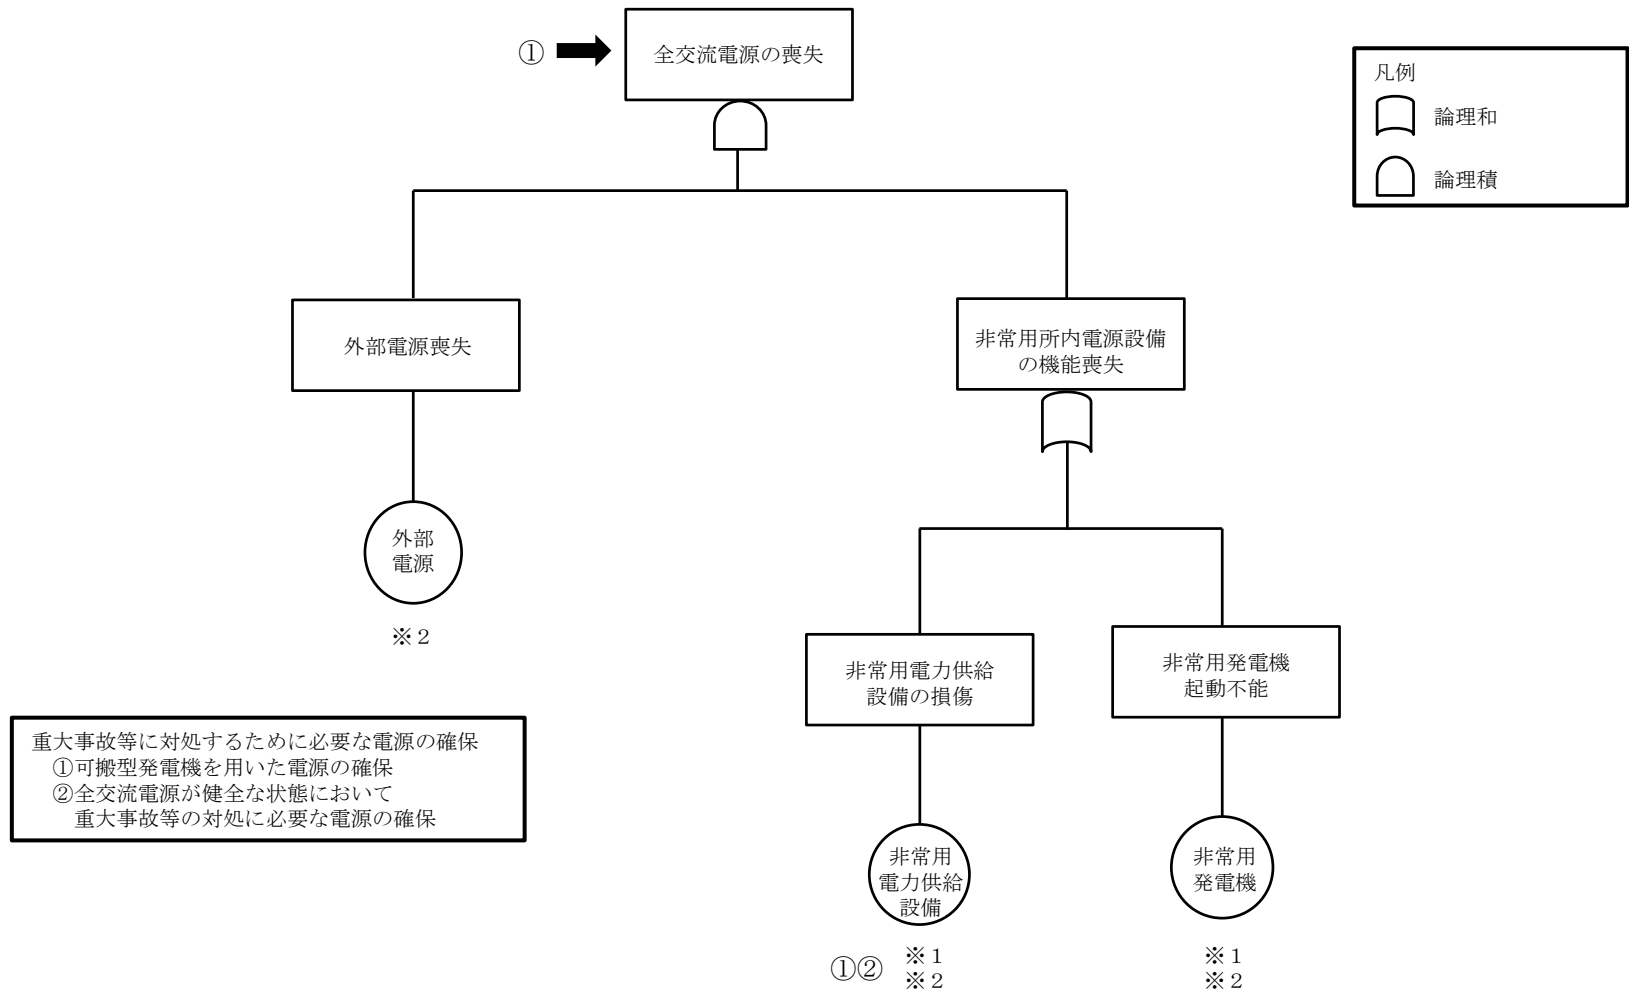 ①
全交流電源の喪失
凡例
論理和
論理積
外部電源喪失
非常用所内電源設備
の機能喪失
外部
電源
※２
非常用電力供給
設備の損傷
非常用発電機
起動不能
重大事故等に対処するために必要な電源の確保
①可搬型発電機を用いた電源の確保
②全交流電源が健全な状態において
重大事故等の対処に必要な電源の確保
非常用
電力供給
設備
非常用
発電機
①②
※１
※２
※１
※２